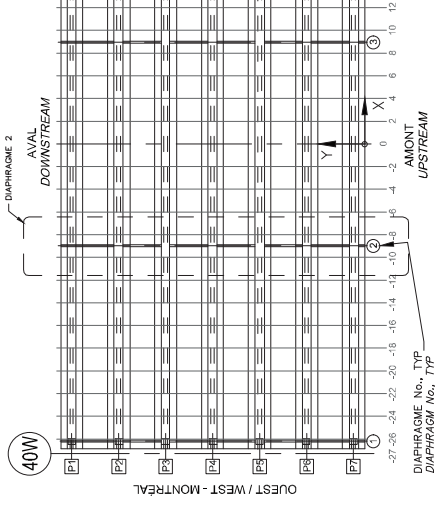 DIAPHRAGME 2
AVAL
DOWNSTREAM
40W
P1
P2
P3
P4
P5
P6
P7
OUEST / WEST - MONTRÉAL
Y
X
-27 -26 -24 -22 -20 -18 -16 -14 -12 -10 -8 -6 -4 -2 0 2 4 6 8 10 12
1
2
3
AMONT
UPSTREAM
DIAPHRAGME No., TYP
DIAPHRAGM No., TYP